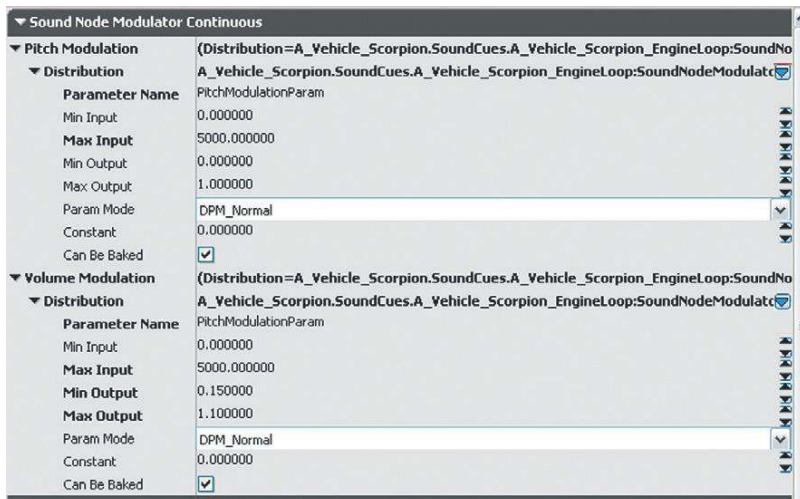 Sound Node Modulator Continuous
Pitch Modulation (Distribution=A_Vehicle_Scorpion.SoundCues.A_Vehicle_Scorpion_EngineLoop:SoundNo
Distribution A_Vehicle_Scorpion.SoundCues.A_Vehicle_Scorpion_EngineLoop:SoundNodeModulatc
Parameter Name PitchModulationParam
Min Input 0.000000
Max Input 5000.000000
Min Output 0.000000
Max Output 1.000000
Param Mode DPM_Normal
Constant 0.000000
Can Be Baked
Volume Modulation (Distribution=A_Vehicle_Scorpion.SoundCues.A_Vehicle_Scorpion_EngineLoop:SoundNo
Distribution A_Vehicle_Scorpion.SoundCues.A_Vehicle_Scorpion_EngineLoop:SoundNodeModulatc
Parameter Name PitchModulationParam
Min Input 0.000000
Max Input 5000.000000
Min Output 0.150000
Max Output 1.100000
Param Mode DPM_Normal
Constant 0.000000
Can Be Baked